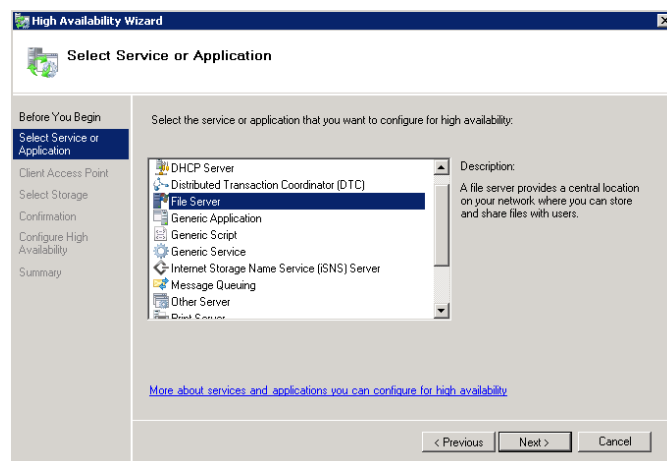 High Availability Wizard
Select Service or Application
Before You Begin
Select Service or
Application
Client Access Point
Select Storage
Confirmation
Configure High
Availability
Summary
Select the service or application that you want to configure for high availability:
DHCP Server
Distributed Transaction Coordinator (DTC)
File Server
Generic Application
Generic Script
Generic Service
Internet Storage Name Service (iSNS) Server
Message Queuing
Other Server
Print Server
Description:
A file server provides a central location
on your network where you can store
and share files with users.
More about services and applications you can configure for high availability
< Previous
Next >
Cancel